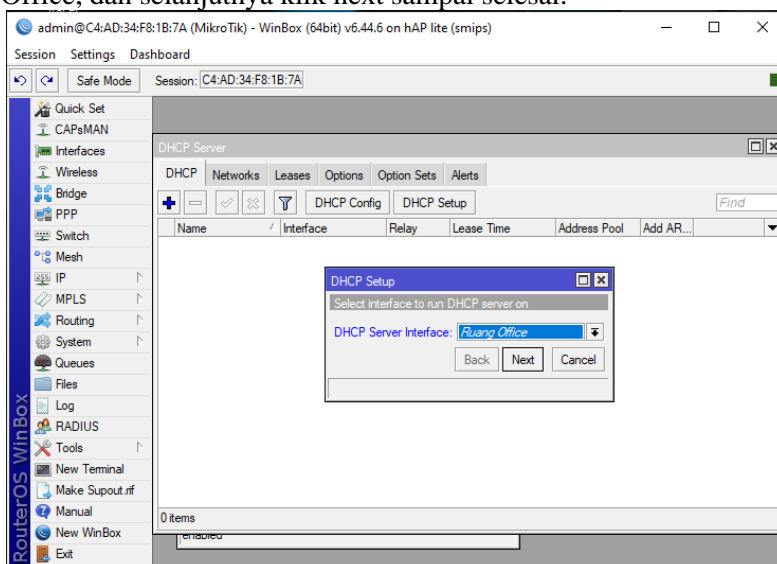 Office, dan selanjutnya klik next sampai selesai.
admin@C4:AD:34:F8:1B:7A (MikroTik) - WinBox (64bit) v6.44.6 on hAP lite (smips)
Session Settings Dashboard
Safe Mode Session: C4:AD:34:F8:1B:7A
Quick Set
CAPsMAN
Interfaces
Wireless
Bridge
PPP
Switch
Mesh
IP
MPLS
Routing
System
Queues
Files
Log
RADIUS
Tools
New Terminal
Make Supout.rif
Manual
New WinBox
Exit
RouterOS WinBox
DHCP Server
DHCP Networks Leases Options Option Sets Alerts
DHCP Config DHCP Setup Find
Name / Interface Relay Lease Time Address Pool Add AR...
DHCP Setup
Select interface to run DHCP server on
DHCP Server Interface: Ruang Office
Back Next Cancel
0 items
enabled